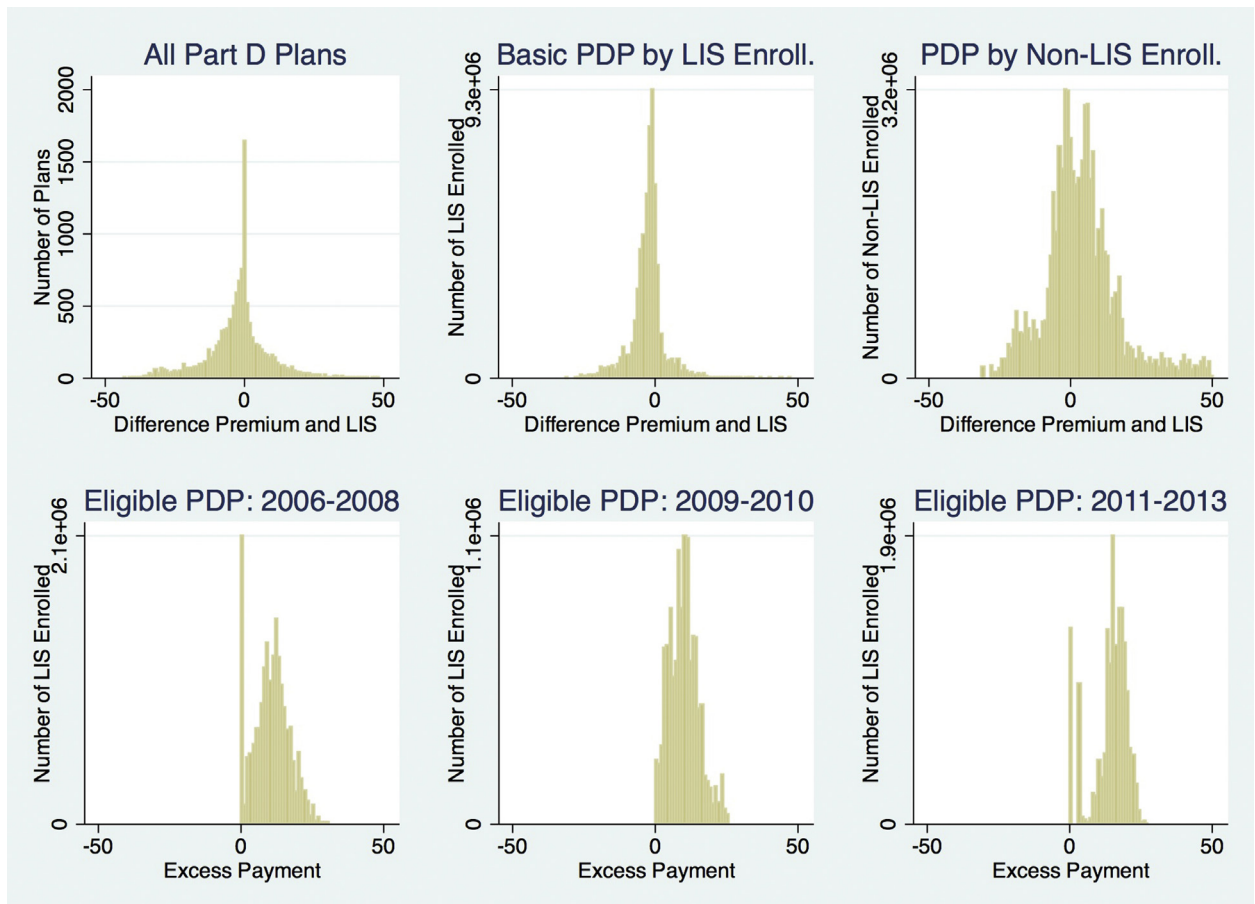 All Part D Plans
Number of Plans
2000
1500
1000
500
0
-50 0 50
Difference Premium and LIS
Basic PDP by LIS Enroll.
Number of LIS Enrolled
9.3e+06
0
-50 0 50
Difference Premium and LIS
PDP by Non-LIS Enroll.
Number of Non-LIS Enrolled
3.2e+06
0
-50 0 50
Difference Premium and LIS
Eligible PDP: 2006-2008
Number of LIS Enrolled
2.1e+06
0
-50 0 50
Excess Payment
Eligible PDP: 2009-2010
Number of LIS Enrolled
1.1e+06
0
-50 0 50
Excess Payment
Eligible PDP: 2011-2013
Number of LIS Enrolled
1.9e+06
0
-50 0 50
Excess Payment